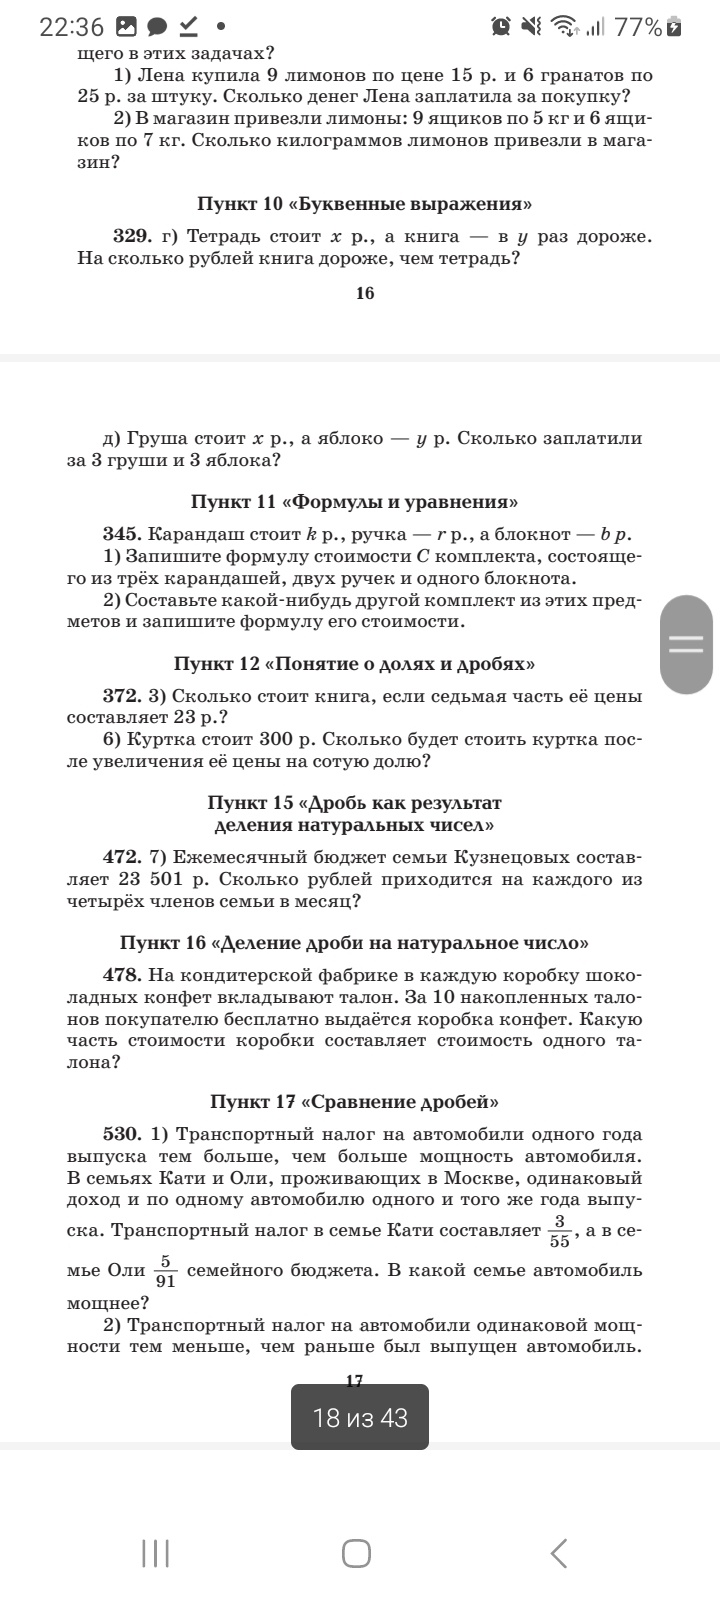 22:36
77%
щего в этих задачах?
1) Лена купила 9 лимонов по цене 15 р. и 6 гранатов по
25 р. за штуку. Сколько денег Лена заплатила за покупку?
2) В магазин привезли лимоны: 9 ящиков по 5 кг и 6 ящи-
ков по 7 кг. Сколько килограммов лимонов привезли в мага-
зин?
Пункт 10 «Буквенные выражения»
329. г) Тетрадь стоит x р., а книга — в y раз дороже.
На сколько рублей книга дороже, чем тетрадь?
16
д) Груша стоит x р., а яблоко — y р. Сколько заплатили
за 3 груши и 3 яблока?
Пункт 11 «Формулы и уравнения»
345. Карандаш стоит k р., ручка — r р., а блокнот — b р.
1) Запишите формулу стоимости C комплекта, состояще-
го из трёх карандашей, двух ручек и одного блокнота.
2) Составьте какой-нибудь другой комплект из этих пред-
метов и запишите формулу его стоимости.
Пункт 12 «Понятие о долях и дробях»
372. 3) Сколько стоит книга, если седьмая часть её цены
составляет 23 р.?
6) Куртка стоит 300 р. Сколько будет стоить куртка пос-
ле увеличения её цены на сотую долю?
Пункт 15 «Дробь как результат
деления натуральных чисел»
472. 7) Ежемесячный бюджет семьи Кузнецовых состав-
ляет 23 501 р. Сколько рублей приходится на каждого из
четырёх членов семьи в месяц?
Пункт 16 «Деление дроби на натуральное число»
478. На кондитерской фабрике в каждую коробку шоко-
ладных конфет вкладывают талон. За 10 накопленных тало-
нов покупателю бесплатно выдаётся коробка конфет. Какую
часть стоимости коробки составляет стоимость одного та-
лона?
Пункт 17 «Сравнение дробей»
530. 1) Транспортный налог на автомобили одного года
выпуска тем больше, чем больше мощность автомобиля.
В семьях Кати и Оли, проживающих в Москве, одинаковый
доход и по одному автомобилю одного и того же года выпу-
ска. Транспортный налог в семье Кати составляет 3/55, а в се-
мье Оли 5/91 семейного бюджета. В какой семье автомобиль
мощнее?
2) Транспортный налог на автомобили одинаковой мощ-
ности тем меньше, чем раньше был выпущен автомобиль.
17
18 из 43